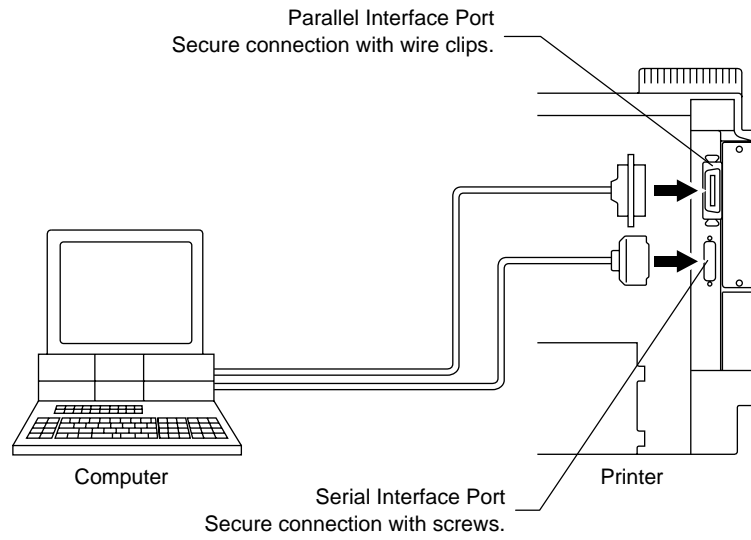 Parallel Interface Port
Secure connection with wire clips.
Computer
Printer
Serial Interface Port
Secure connection with screws.